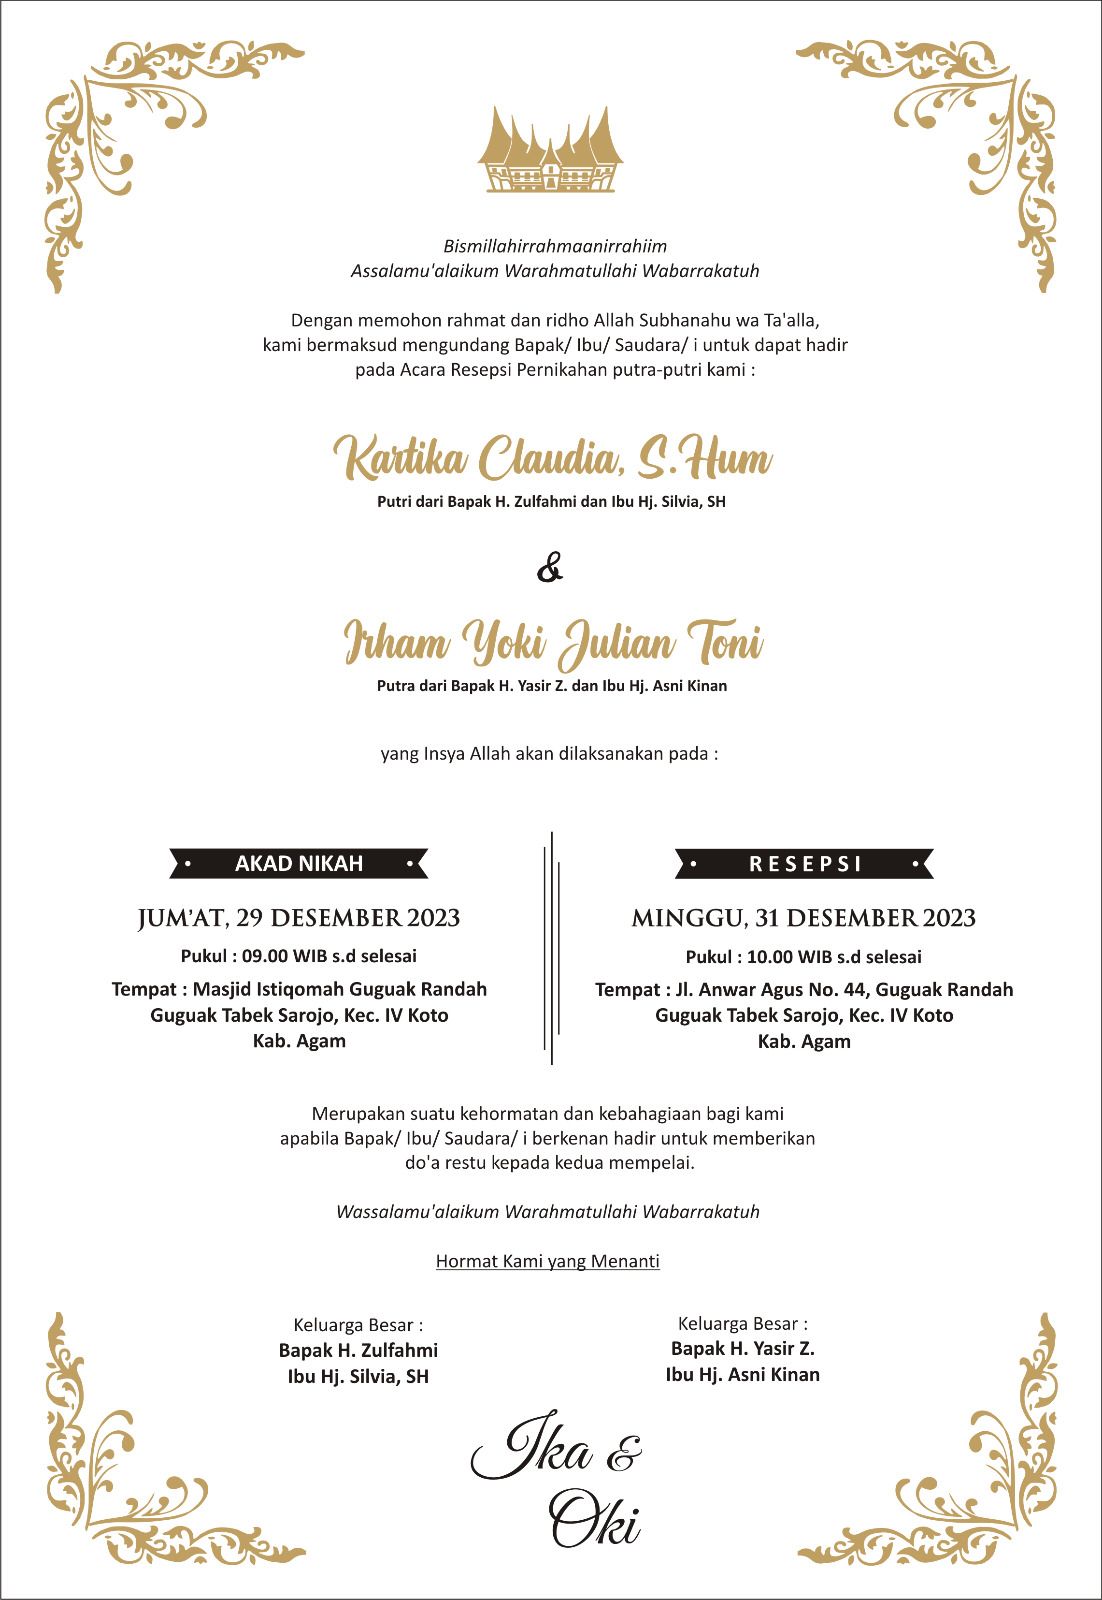 Bismillahirrahmaanirrahiim
Assalamu'alaikum Warahmatullahi Wabarrakatuh
Dengan memohon rahmat dan ridho Allah Subhanahu wa Ta'alla,
kami bermaksud mengundang Bapak/ Ibu/ Saudara/ i untuk dapat hadir
pada Acara Resepsi Pernikahan putra-putri kami :
Kartika Claudia, S.Hum
Putri dari Bapak H. Zulfahmi dan Ibu Hj. Silvia, SH
&
Irham Yoki Julian Toni
Putra dari Bapak H. Yasir Z. dan Ibu Hj. Asni Kinan
yang Insya Allah akan dilaksanakan pada :
AKAD NIKAH
JUM'AT, 29 DESEMBER 2023
Pukul : 09.00 WIB s.d selesai
Tempat : Masjid Istiqomah Guguak Randah
Guguak Tabek Sarojo, Kec. IV Koto
Kab. Agam
RESEPSI
MINGGU, 31 DESEMBER 2023
Pukul : 10.00 WIB s.d selesai
Tempat : Jl. Anwar Agus No. 44, Guguak Randah
Guguak Tabek Sarojo, Kec. IV Koto
Kab. Agam
Merupakan suatu kehormatan dan kebahagiaan bagi kami
apabila Bapak/ Ibu/ Saudara/ i berkenan hadir untuk memberikan
do'a restu kepada kedua mempelai.
Wassalamu'alaikum Warahmatullahi Wabarrakatuh
Hormat Kami yang Menanti
Keluarga Besar :
Bapak H. Zulfahmi
Ibu Hj. Silvia, SH
Keluarga Besar :
Bapak H. Yasir Z.
Ibu Hj. Asni Kinan
Ika &
Oki